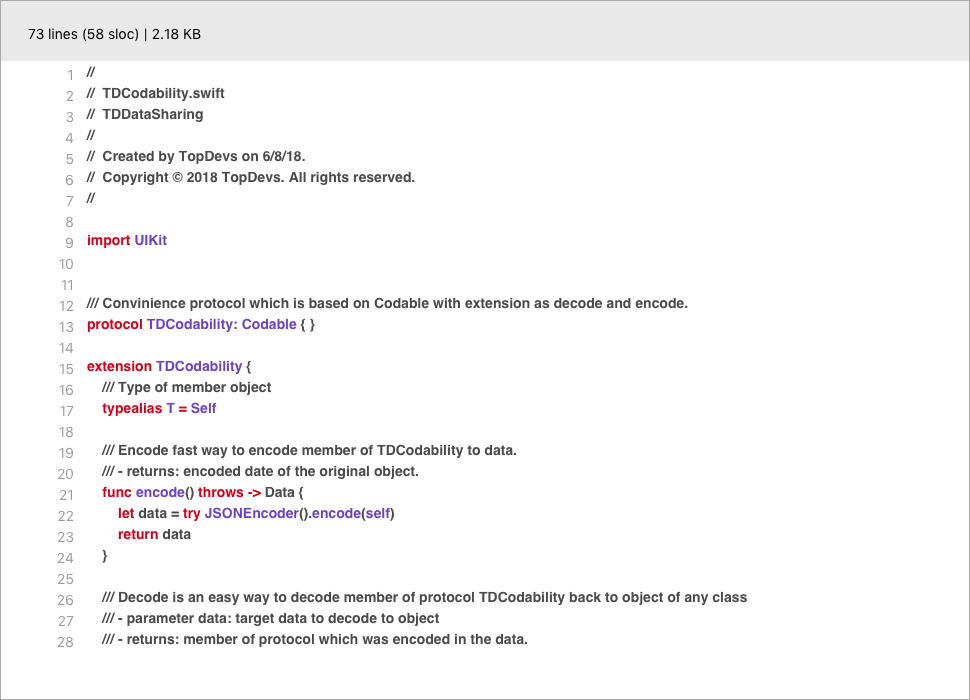 73 lines (58 sloc) | 2.18 KB
1 //
2 //  TDCodability.swift
3 //  TDDataSharing
4 //
5 //  Created by TopDevs on 6/8/18.
6 //  Copyright © 2018 TopDevs. All rights reserved.
7 //
8
9 import UIKit
10
11
12 /// Convinience protocol which is based on Codable with extension as decode and encode.
13 protocol TDCodability: Codable { }
14
15 extension TDCodability {
16     /// Type of member object
17     typealias T = Self
18
19     /// Encode fast way to encode member of TDCodability to data.
20     /// - returns: encoded date of the original object.
21     func encode() throws -> Data {
22         let data = try JSONEncoder().encode(self)
23         return data
24     }
25
26     /// Decode is an easy way to decode member of protocol TDCodability back to object of any class
27     /// - parameter data: target data to decode to object
28     /// - returns: member of protocol which was encoded in the data.